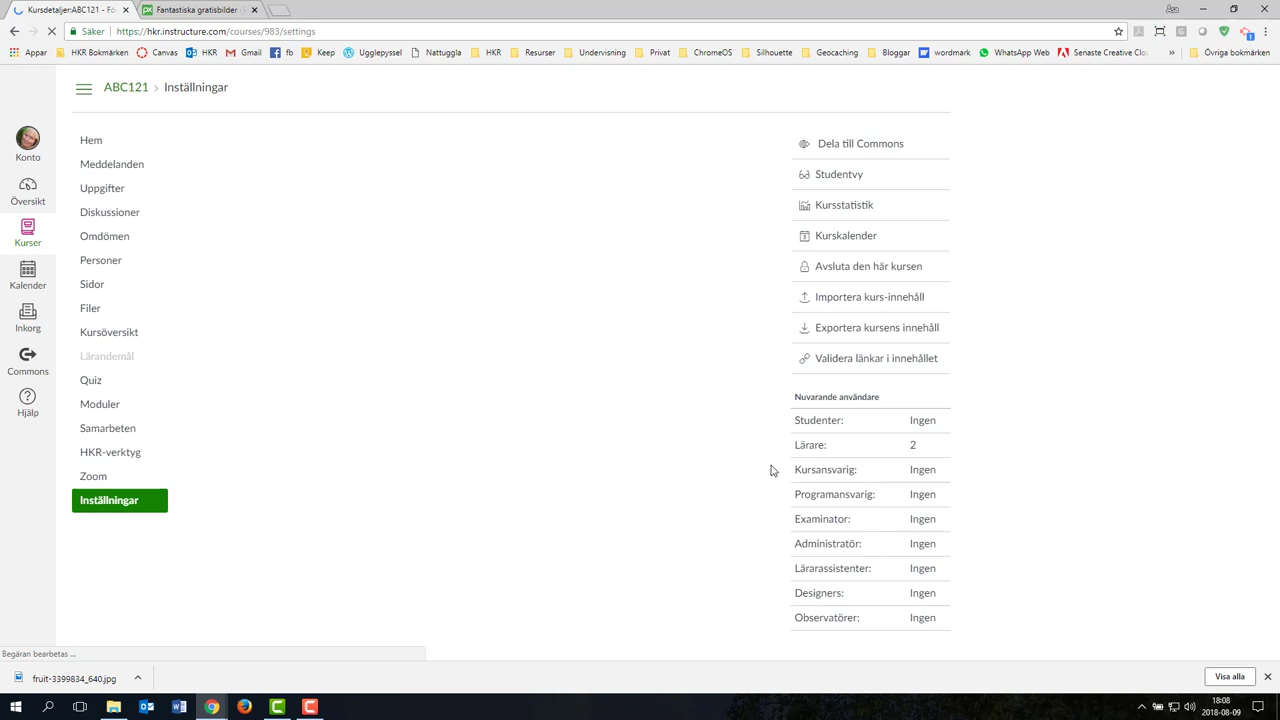 Kursdetaljer:ABC121 - Fö
Fantastiska gratisbilder -
Säker
https://hkr.instructure.com/courses/983/settings
Appar
HKR Bokmärken
Canvas
HKR
Gmail
fb
Keep
Ugglepyssel
Nattuggla
HKR
Resurser
Undervisning
Privat
ChromeOS
Silhouette
Geocaching
Bloggar
wordmark
WhatsApp Web
Senaste Creative Clo
»
Övriga bokmärken
ABC121 > Inställningar
Konto
Översikt
Kurser
Kalender
Inkorg
Commons
Hjälp
Hem
Meddelanden
Uppgifter
Diskussioner
Omdömen
Personer
Sidor
Filer
Kursöversikt
Lärandemål
Quiz
Moduler
Samarbeten
HKR-verktyg
Zoom
Inställningar
Dela till Commons
Studentvy
Kursstatistik
Kurskalender
Avsluta den här kursen
Importera kurs-innehåll
Exportera kursens innehåll
Validera länkar i innehållet
Nuvarande användare
Studenter: Ingen
Lärare: 2
Kursansvarig: Ingen
Programansvarig: Ingen
Examinator: Ingen
Administratör: Ingen
Lärarassistenter: Ingen
Designers: Ingen
Observatörer: Ingen
Begäran bearbetas ...
fruit-3399834_640.jpg
Visa alla
18:08
2018-08-09